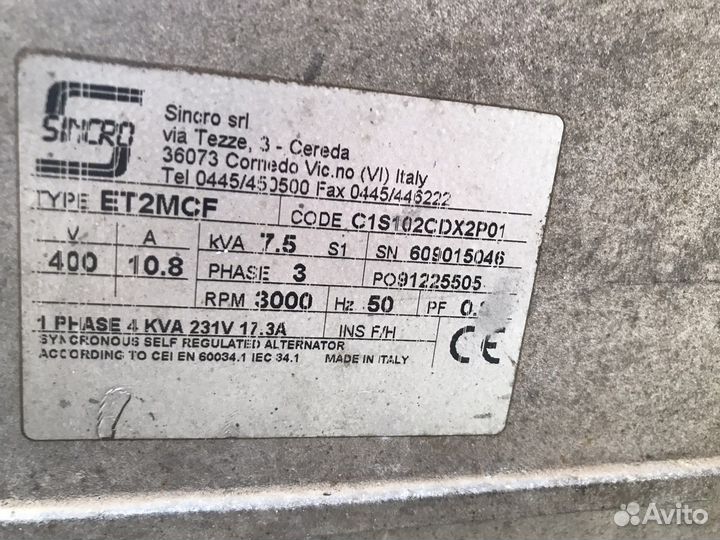 SINCRO
Sincro srl
via Tezze, 3 - Cereda
36073 Cornedo Vic.no (VI) Italy
Tel 0445/450500 Fax 0445/446222
TYPE ET2MCF CODE C1S102CDX2P01
V 400 A 10.8 kVA 7.5 S1 SN 609015046
PHASE 3 PO91225505
RPM 3000 Hz 50 PF
1 PHASE 4 KVA 231V 17.3A INS F/H
SYNCRONOUS SELF REGULATED ALTERNATOR
ACCORDING TO CEI EN 60034.1 IEC 34.1 MADE IN ITALY
CE
Avito